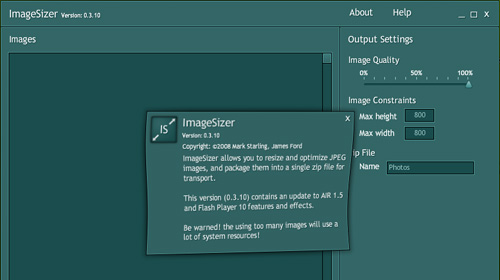 ImageSizer Version: 0.3.10
About Help
_ X
Images
Output Settings
Image Quality
0% 50% 100%
Image Constraints
Max height 800
Max width 800
ip File
Name Photos
X
IS
ImageSizer
Version: 0.3.10
Copyright: ©2008 Mark Starling, James Ford
ImageSizer allows you to resize and optimize JPEG
images, and package them into a single zip file for
transport.
This version (0.3.10) contains an update to AIR 1.5
and Flash Player 10 features and effects.
Be warned! the using too many images will use a
lot of system resources!